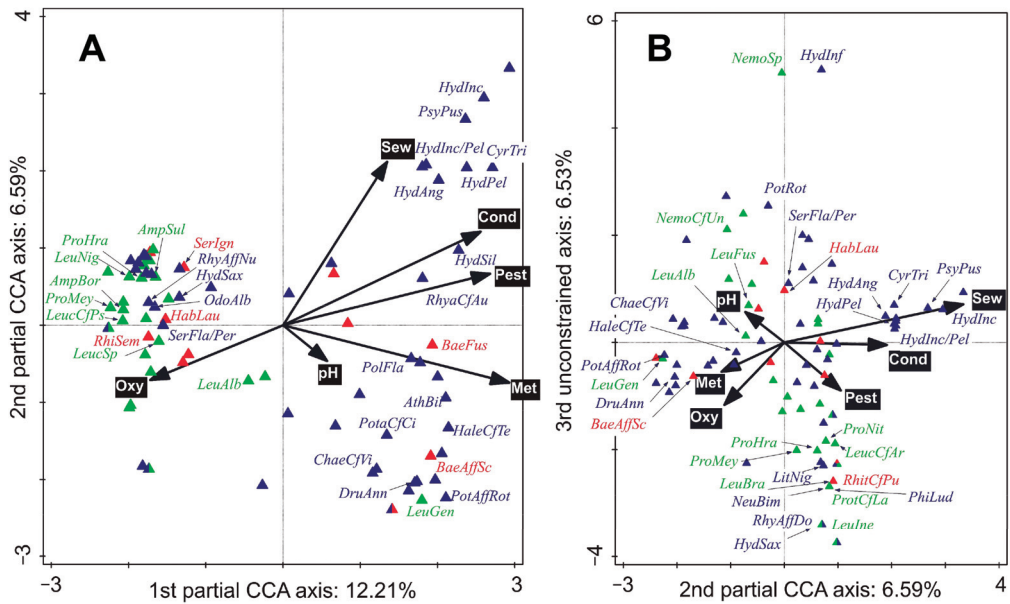 A
4
2nd partial CCA axis: 6.59%
-3
−3
1st partial CCA axis: 12.21%
3
HydInc
PsyPus
Sew
HydInc/Pel
CyrTri
HydAng
HydPel
Cond
HydSil
Pest
RhyaCfAu
AmpSul
ProHra
SerIgn
LeuNig
RhyAffNu
HydSax
AmpBor
ProMey
OdoAlb
LeucCfPs
HabLau
RhiSem
SerFla/Per
LeucSp
BaeFus
PolFla
pH
Oxy
LeuAlb
Met
AthBit
PotaCfCi
HaleCfTe
ChaeCfVi
BaeAffSc
DruAnn
PotAffRot
LeuGen
B
6
3rd unconstrained axis: 6.53%
-4
−3
2nd partial CCA axis: 6.59%
4
NemoSp
HydInf
PotRot
NemoCfUn
SerFla/Per
LeuFus
HabLau
LeuAlb
CyrTri
PsyPus
HydAng
pH
ChaeCfVi
HydPel
Sew
HydInc
HaleCfTe
HydInc/Pel
Cond
PotAffRot
LeuGen
Met
DruAnn
Pest
Oxy
BaeAffSc
ProNit
ProHra
LeucCfAr
ProMey
LitNig
LeuBra
RhitCfPu
NeuBim
ProtCfLa
PhiLud
RhyAffDo
LeuIne
HydSax